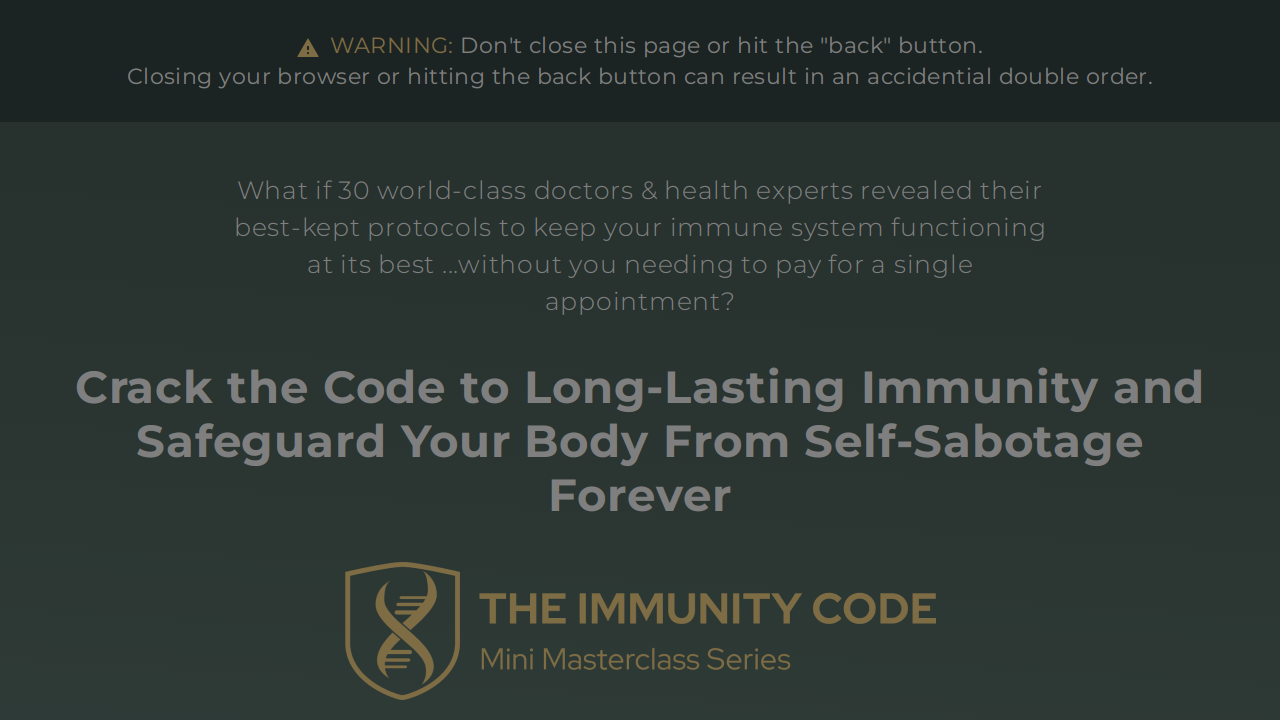 WARNING: Don't close this page or hit the "back" button.
Closing your browser or hitting the back button can result in an accidential double order.
What if 30 world-class doctors & health experts revealed their
best-kept protocols to keep your immune system functioning
at its best ...without you needing to pay for a single
appointment?
Crack the Code to Long-Lasting Immunity and
Safeguard Your Body From Self-Sabotage
Forever
THE IMMUNITY CODE
Mini Masterclass Series